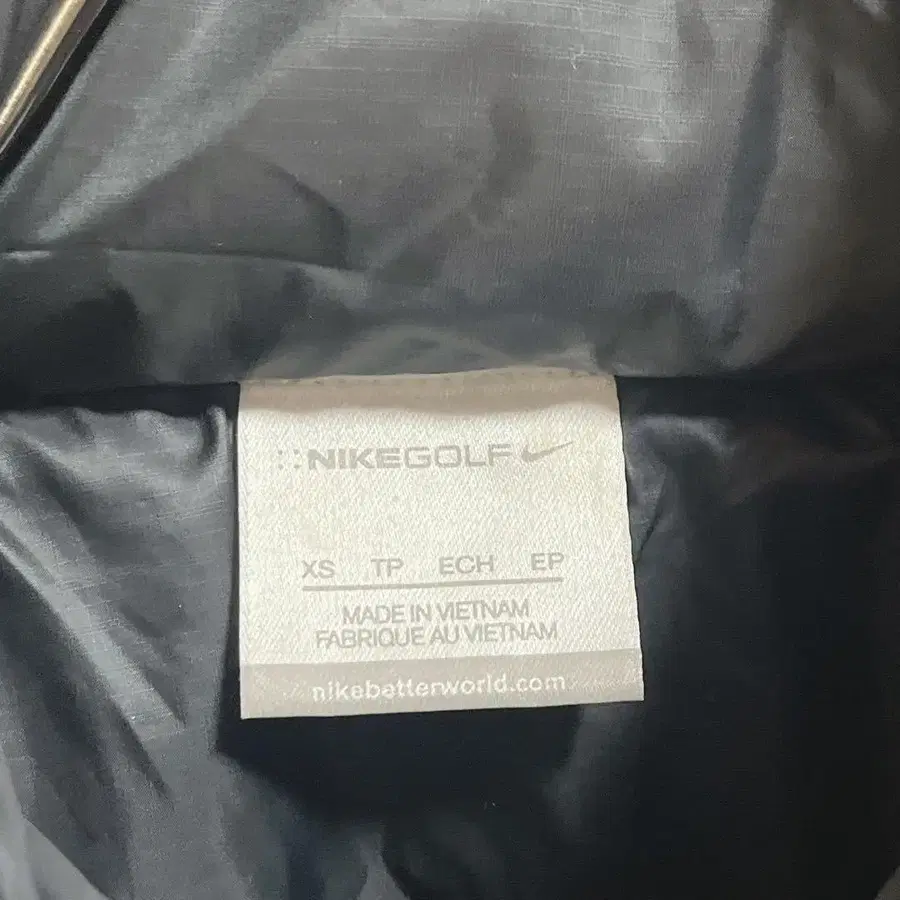 NIKEGOLF
XS TP ECH EP
MADE IN VIETNAM
FABRIQUE AU VIETNAM
nikebetterworld.com